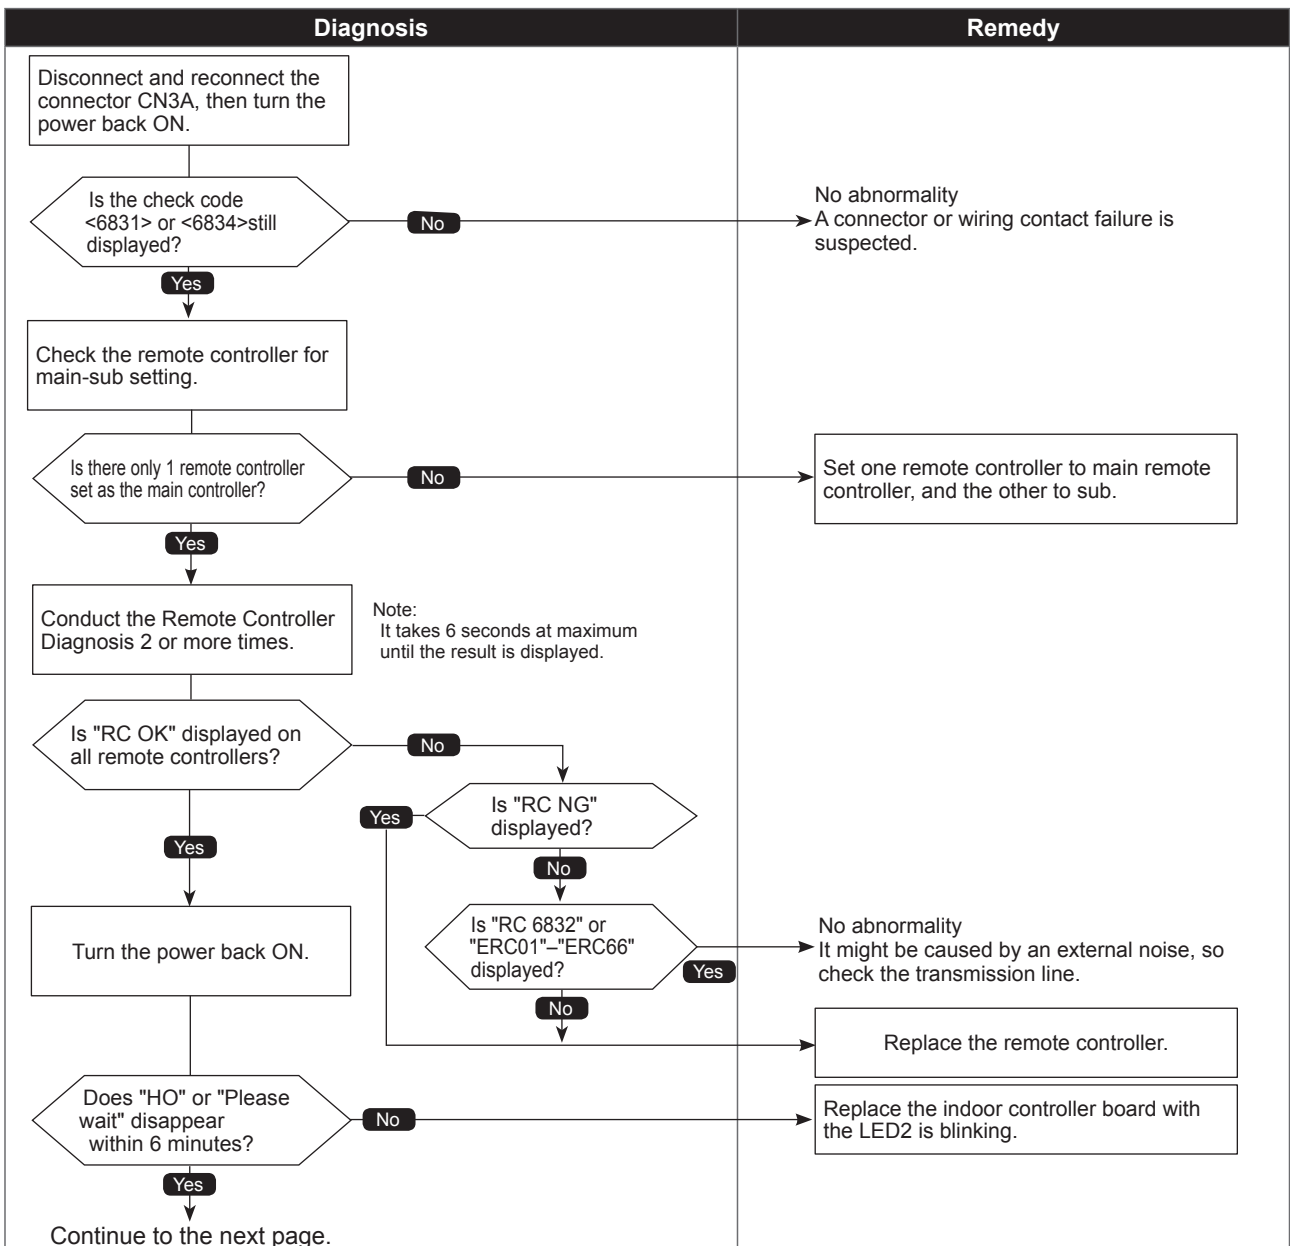 Diagnosis
Remedy
Disconnect and reconnect the
connector CN3A, then turn the
power back ON.
Is the check code
<6831> or <6834>still
displayed?
No
No abnormality
A connector or wiring contact failure is
suspected.
Yes
Check the remote controller for
main-sub setting.
Is there only 1 remote controller
set as the main controller?
No
Set one remote controller to main remote
controller, and the other to sub.
Yes
Conduct the Remote Controller
Diagnosis 2 or more times.
Note:
It takes 6 seconds at maximum
until the result is displayed.
Is "RC OK" displayed on
all remote controllers?
No
Is "RC NG"
displayed?
Yes
Yes
No
Is "RC 6832" or
"ERC01"–"ERC66"
displayed?
Yes
No abnormality
It might be caused by an external noise, so
check the transmission line.
Turn the power back ON.
No
Replace the remote controller.
Does "HO" or "Please
wait" disappear
within 6 minutes?
No
Replace the indoor controller board with
the LED2 is blinking.
Yes
Continue to the next page.